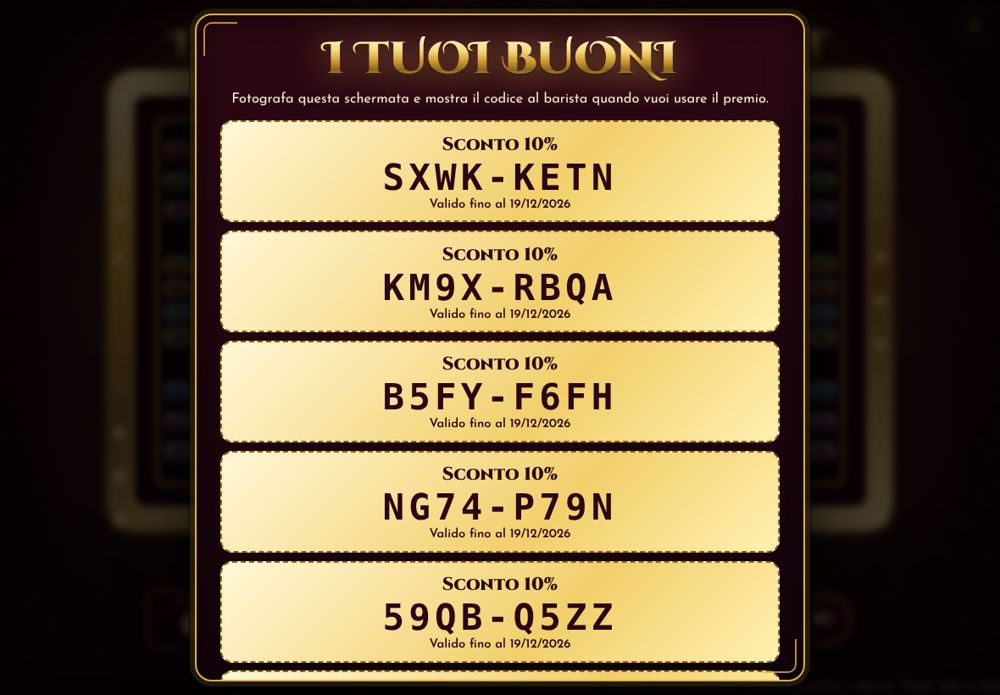 I TUOI BUONI
Fotografa questa schermata e mostra il codice al barista quando vuoi usare il premio.
Sconto 10%
SXWK-KETN
Valido fino al 19/12/2026
Sconto 10%
KM9X-RBQA
Valido fino al 19/12/2026
Sconto 10%
B5FY-F6FH
Valido fino al 19/12/2026
Sconto 10%
NG74-P79N
Valido fino al 19/12/2026
Sconto 10%
59QB-Q5ZZ
Valido fino al 19/12/2026